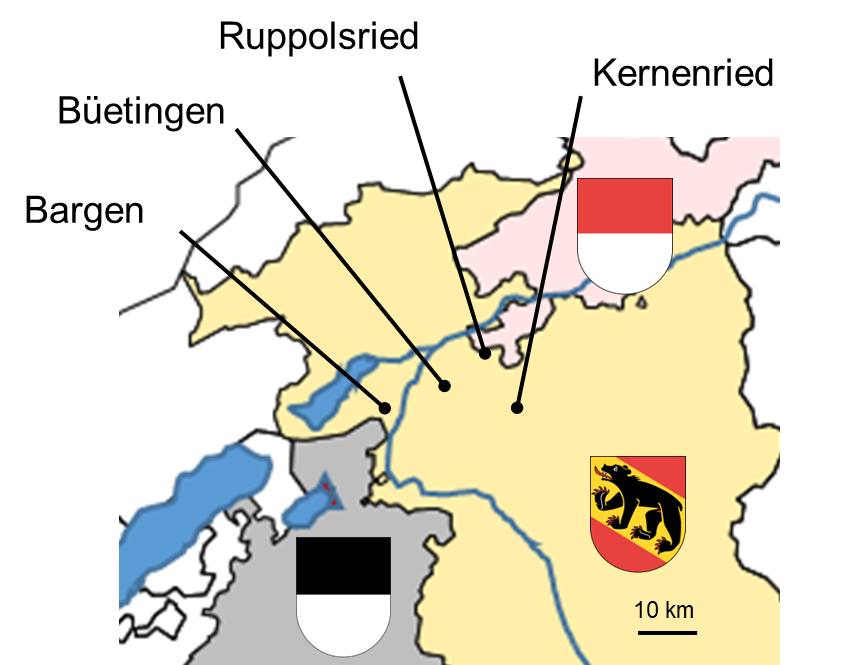 Ruppolsried
Kernenried
Büetingen
Bargen
10 km